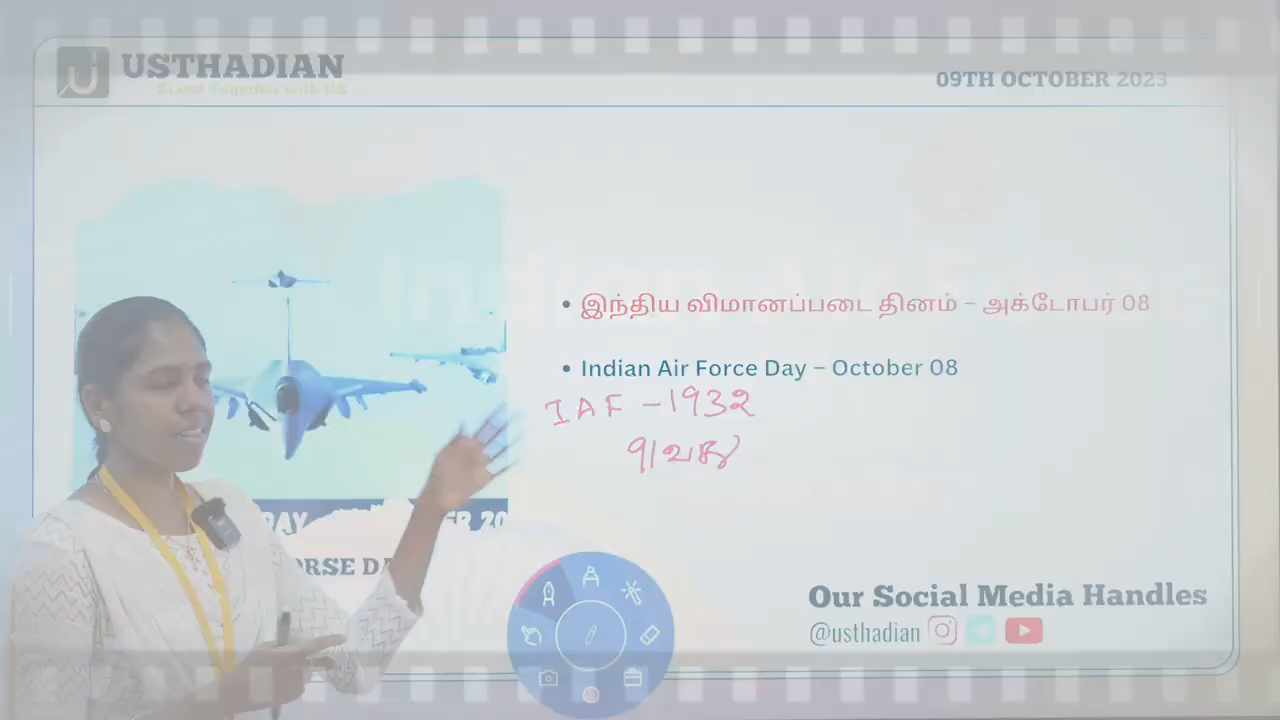 USTHADIAN
09TH OCTOBER 2023
• இந்திய விமானப்படை தினம் – அக்டோபர் 08
• Indian Air Force Day – October 08
IAF - 1932
91வது
Our Social Media Handles
@usthadian